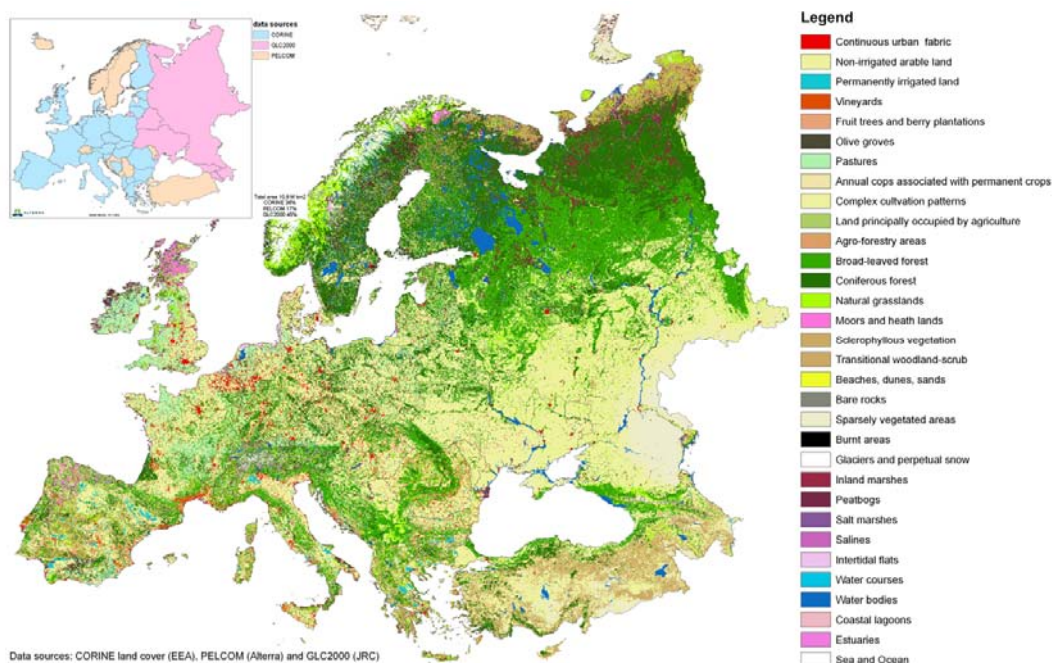 data sources
CORINE
GLC2000
PELCOM
ALTERRA
CORINE
PELCOM
GLC2000
Legend
Continuous urban fabric
Non-irrigated arable land
Permanently irrigated land
Vineyards
Fruit trees and berry plantations
Olive groves
Pastures
Annual cops associated with permanent crops
Complex cultivation patterns
Land principally occupied by agriculture
Agro-forestry areas
Broad-leaved forest
Coniferous forest
Natural grasslands
Moors and heath lands
Sclerophyllous vegetation
Transitional woodland-scrub
Beaches, dunes, sands
Bare rocks
Sparsely vegetated areas
Burnt areas
Glaciers and perpetual snow
Inland marshes
Peatbogs
Salt marshes
Salines
Intertidal flats
Water courses
Water bodies
Coastal lagoons
Estuaries
Sea and Ocean
Data sources: CORINE land cover (EEA), PELCOM (Alterra) and GLC2000 (JRC)